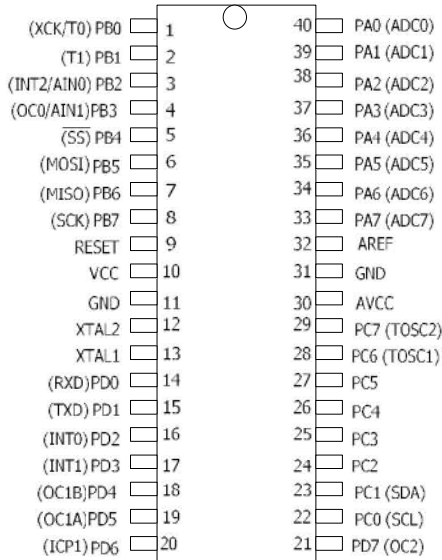 (XCK/T0) PB0 1 40 PA0 (ADC0)
(T1) PB1 2 39 PA1 (ADC1)
(INT2/AIN0) PB2 3 38 PA2 (ADC2)
(OC0/AIN1)PB3 4 37 PA3 (ADC3)
(SS) PB4 5 36 PA4 (ADC4)
(MOSI) PB5 6 35 PA5 (ADC5)
(MISO) PB6 7 34 PA6 (ADC6)
(SCK) PB7 8 33 PA7 (ADC7)
RESET 9 32 AREF
VCC 10 31 GND
GND 11 30 AVCC
XTAL2 12 29 PC7 (TOSC2)
XTAL1 13 28 PC6 (TOSC1)
(RXD)PD0 14 27 PC5
(TXD) PD1 15 26 PC4
(INT0) PD2 16 25 PC3
(INT1) PD3 17 24 PC2
(OC1B)PD4 18 23 PC1 (SDA)
(OC1A)PD5 19 22 PC0 (SCL)
(ICP1) PD6 20 21 PD7 (OC2)